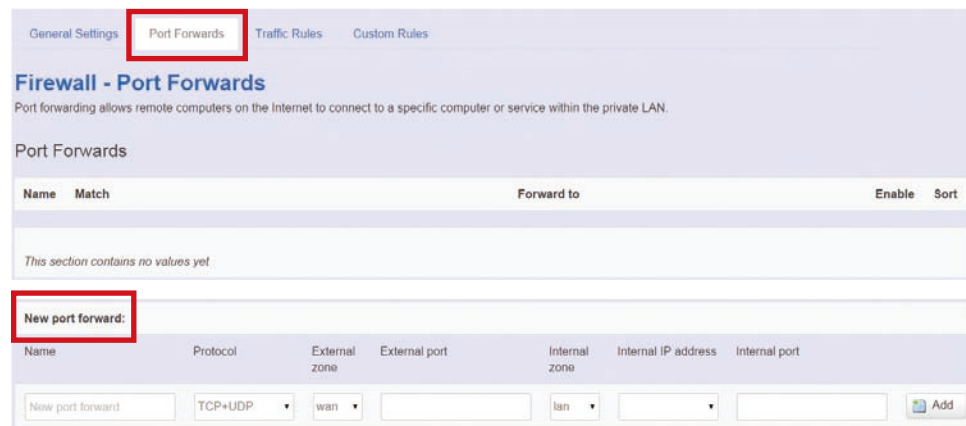 General Settings Port Forwards Traffic Rules Custom Rules
Firewall - Port Forwards
Port forwarding allows remote computers on the Internet to connect to a specific computer or service within the private LAN.
Port Forwards
Name Match Forward to Enable Sort
This section contains no values yet
New port forward:
Name Protocol External zone External port Internal zone Internal IP address Internal port
New port forward TCP+UDP wan lan Add